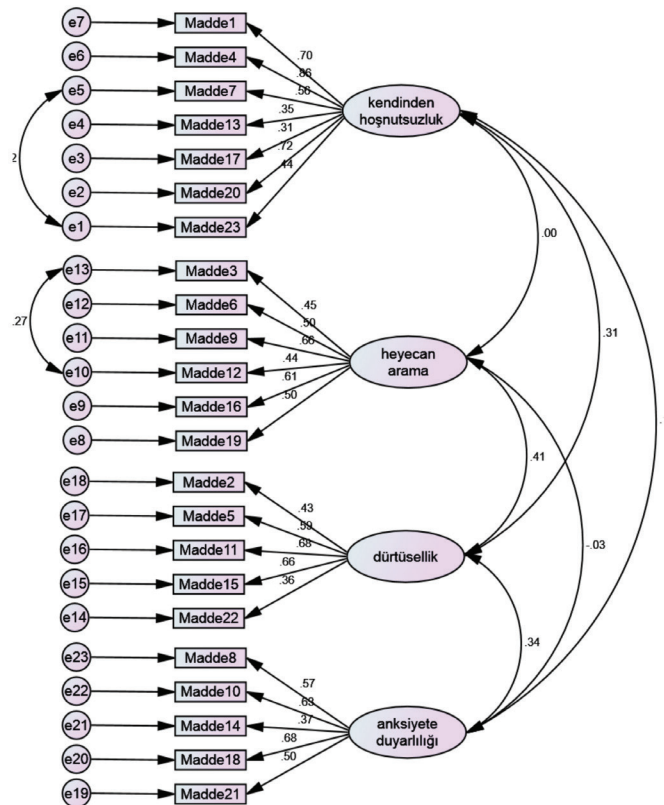 e7 Madde1
.70
e6 Madde4
.86
e5 Madde7
.56
kendinden
hoşnutsuzluk
e4 Madde13
.35
e3 Madde17
.31
e2 Madde20
.72
e1 Madde23
.44
.00
e13 Madde3
.45
e12 Madde6
.50
.27
e11 Madde9
.66
.31
heyecan
arama
e10 Madde12
.44
e9 Madde16
.61
e8 Madde19
.50
.41
e18 Madde2
.43
e17 Madde5
.59
e16 Madde11
.68
-.03
dürtüsellik
e15 Madde15
.66
e14 Madde22
.36
.34
e23 Madde8
.57
e22 Madde10
.63
e21 Madde14
.37
anksiyete
duyarlılığı
e20 Madde18
.68
e19 Madde21
.50